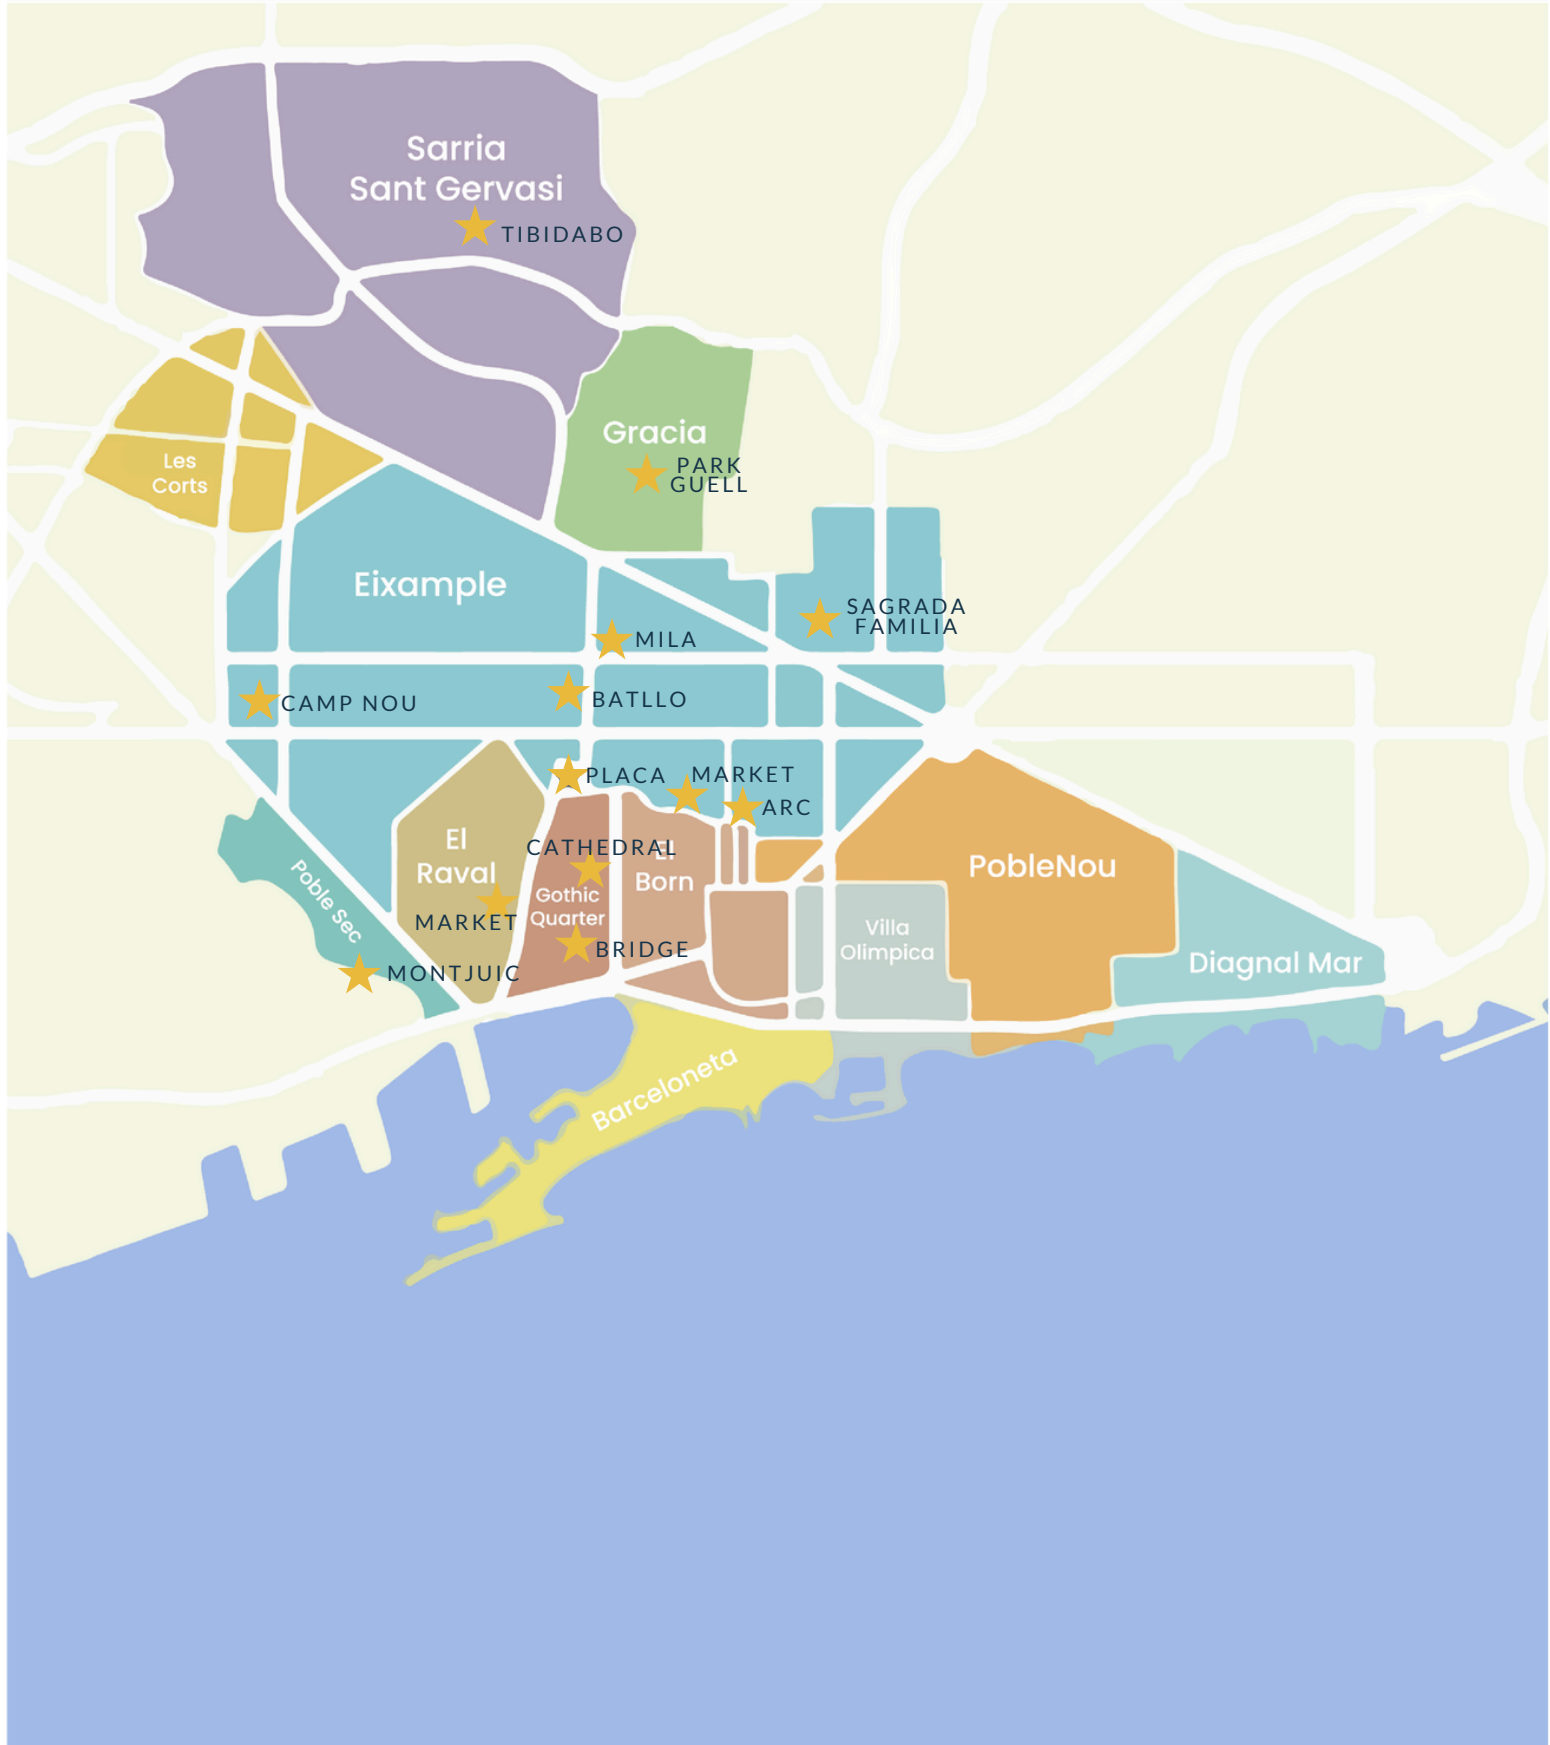 Sarria
Sant Gervasi
TIBIDABO
Gracia
PARK
GUELL
Les
Corts
Eixample
SAGRADA
FAMILIA
MILA
CAMP NOU
BATLLO
PLACA
MARKET
ARC
El
Raval
MARKET
CATHEDRAL
Gothic
Quarter
BRIDGE
El
Born
PobleNou
Poble Sec
MONTJUIC
Villa
Olimpica
Diagnal Mar
Barceloneta